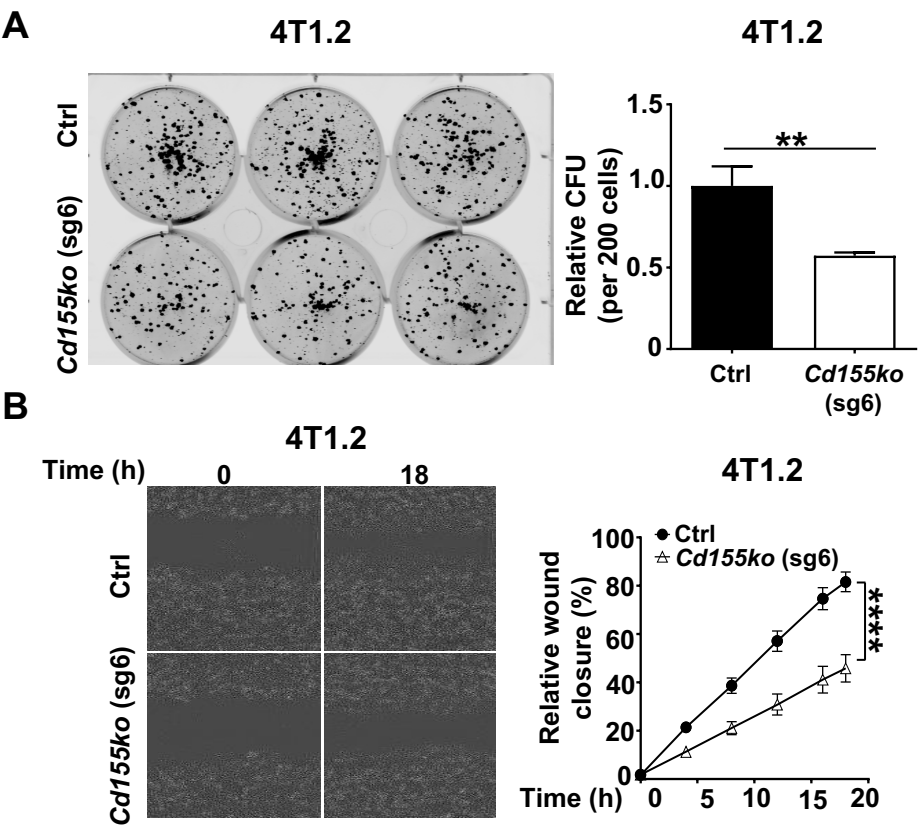 A
4T1.2
Ctrl
Cd155ko (sg6)
4T1.2
Relative CFU
(per 200 cells)
1.5
1.0
0.5
0
**
Ctrl
Cd155ko
(sg6)
B
4T1.2
Time (h)
0
18
Ctrl
Cd155ko (sg6)
4T1.2
Relative wound
closure (%)
100
80
60
40
20
0
Ctrl
Cd155ko (sg6)
****
Time (h)
0
5
10
15
20